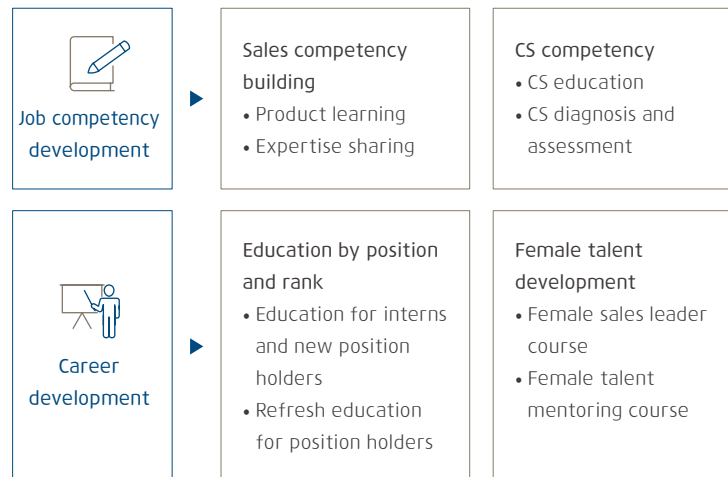 Job competency
development
Sales competency
building
• Product learning
• Expertise sharing
CS competency
• CS education
• CS diagnosis and
assessment
Career
development
Education by position
and rank
• Education for interns
and new position
holders
• Refresh education
for position holders
Female talent
development
• Female sales leader
course
• Female talent
mentoring course